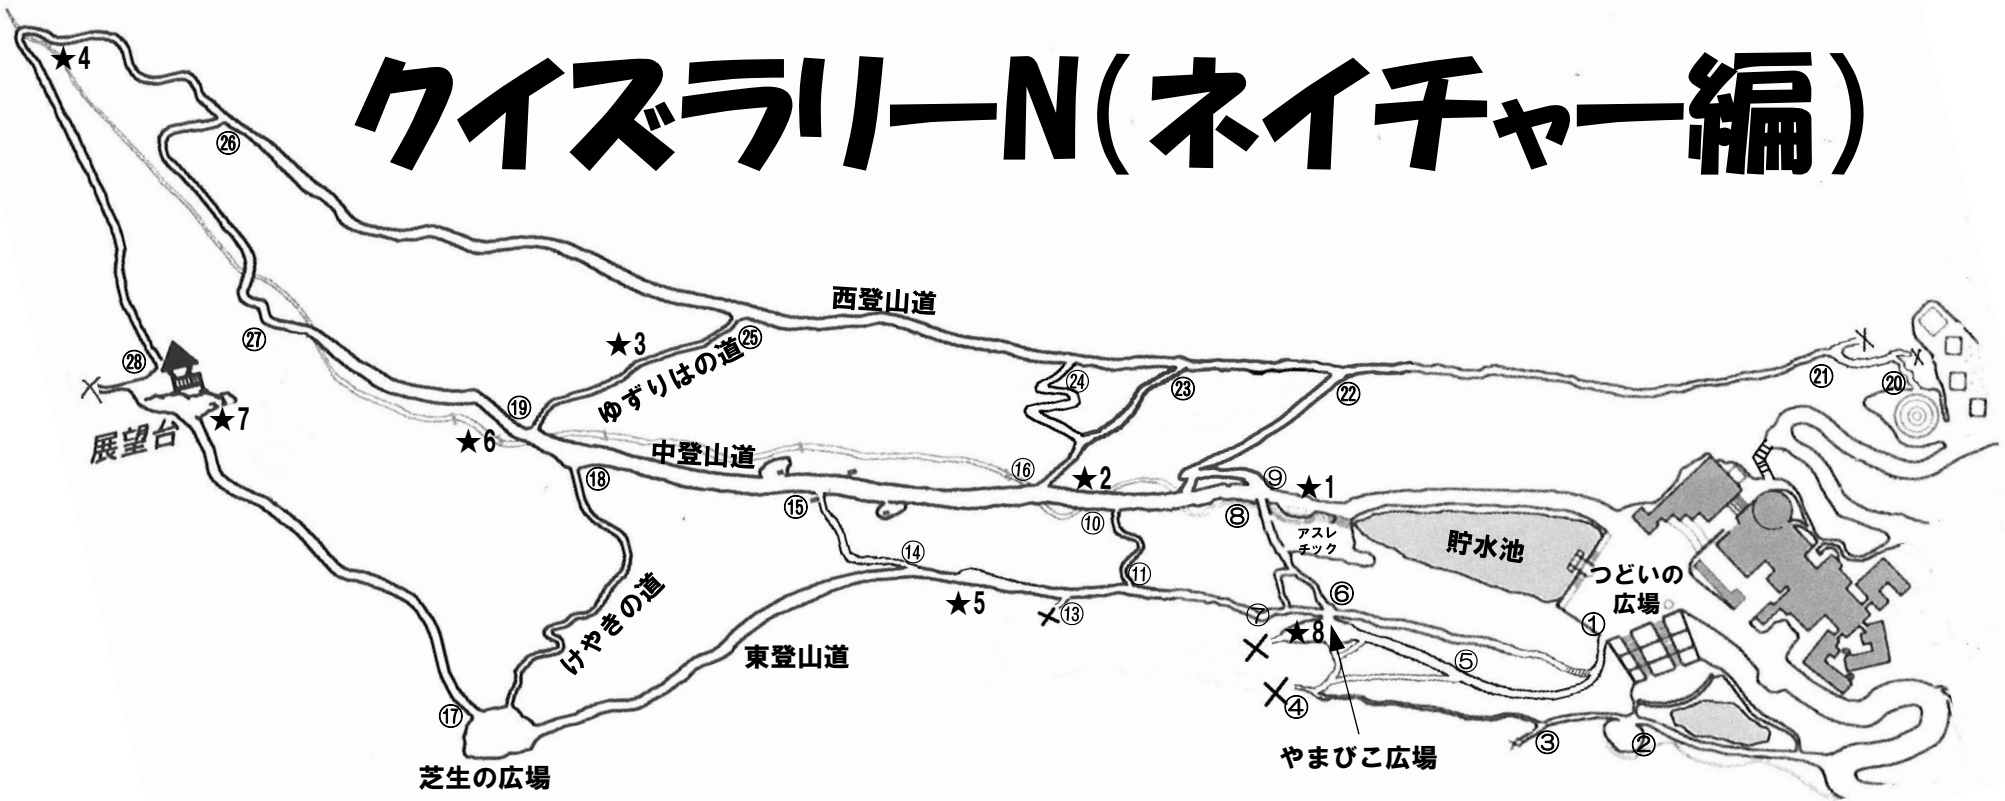 クイズラリーN(ネイチャー編)
★4
㉖
西登山道
★3
㉕
ゆずりはの道
㉗
㉘
★7
展望台
⑲
★6
中登山道
⑱
⑮
⑯
★2
㉔
㉓
㉒
㉑
⑳
⑨
★1
⑧
⑩
アスレ
チック
貯水池
つどいの
広場
⑭
⑪
★5
⑬
⑦
⑥
★8
①
⑤
けやきの道
東登山道
⑰
④
③
②
やまびこ広場
芝生の広場